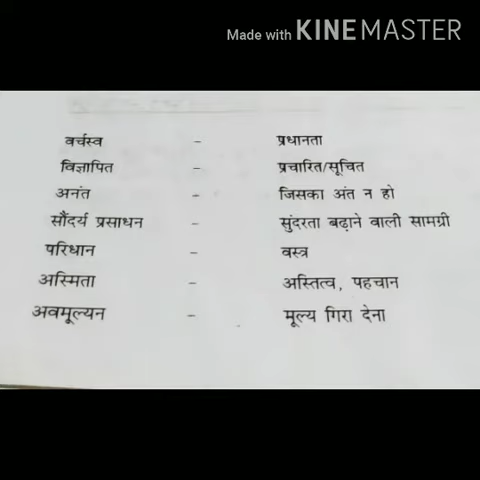 Made with KINEMASTER
वर्चस्व - प्रधानता
विज्ञापित - प्रचारित/सूचित
अनंत - जिसका अंत न हो
सौंदर्य प्रसाधन - सुंदरता बढ़ाने वाली सामग्री
परिधान - वस्त्र
अस्मिता - अस्तित्व, पहचान
अवमूल्यन - मूल्य गिरा देना